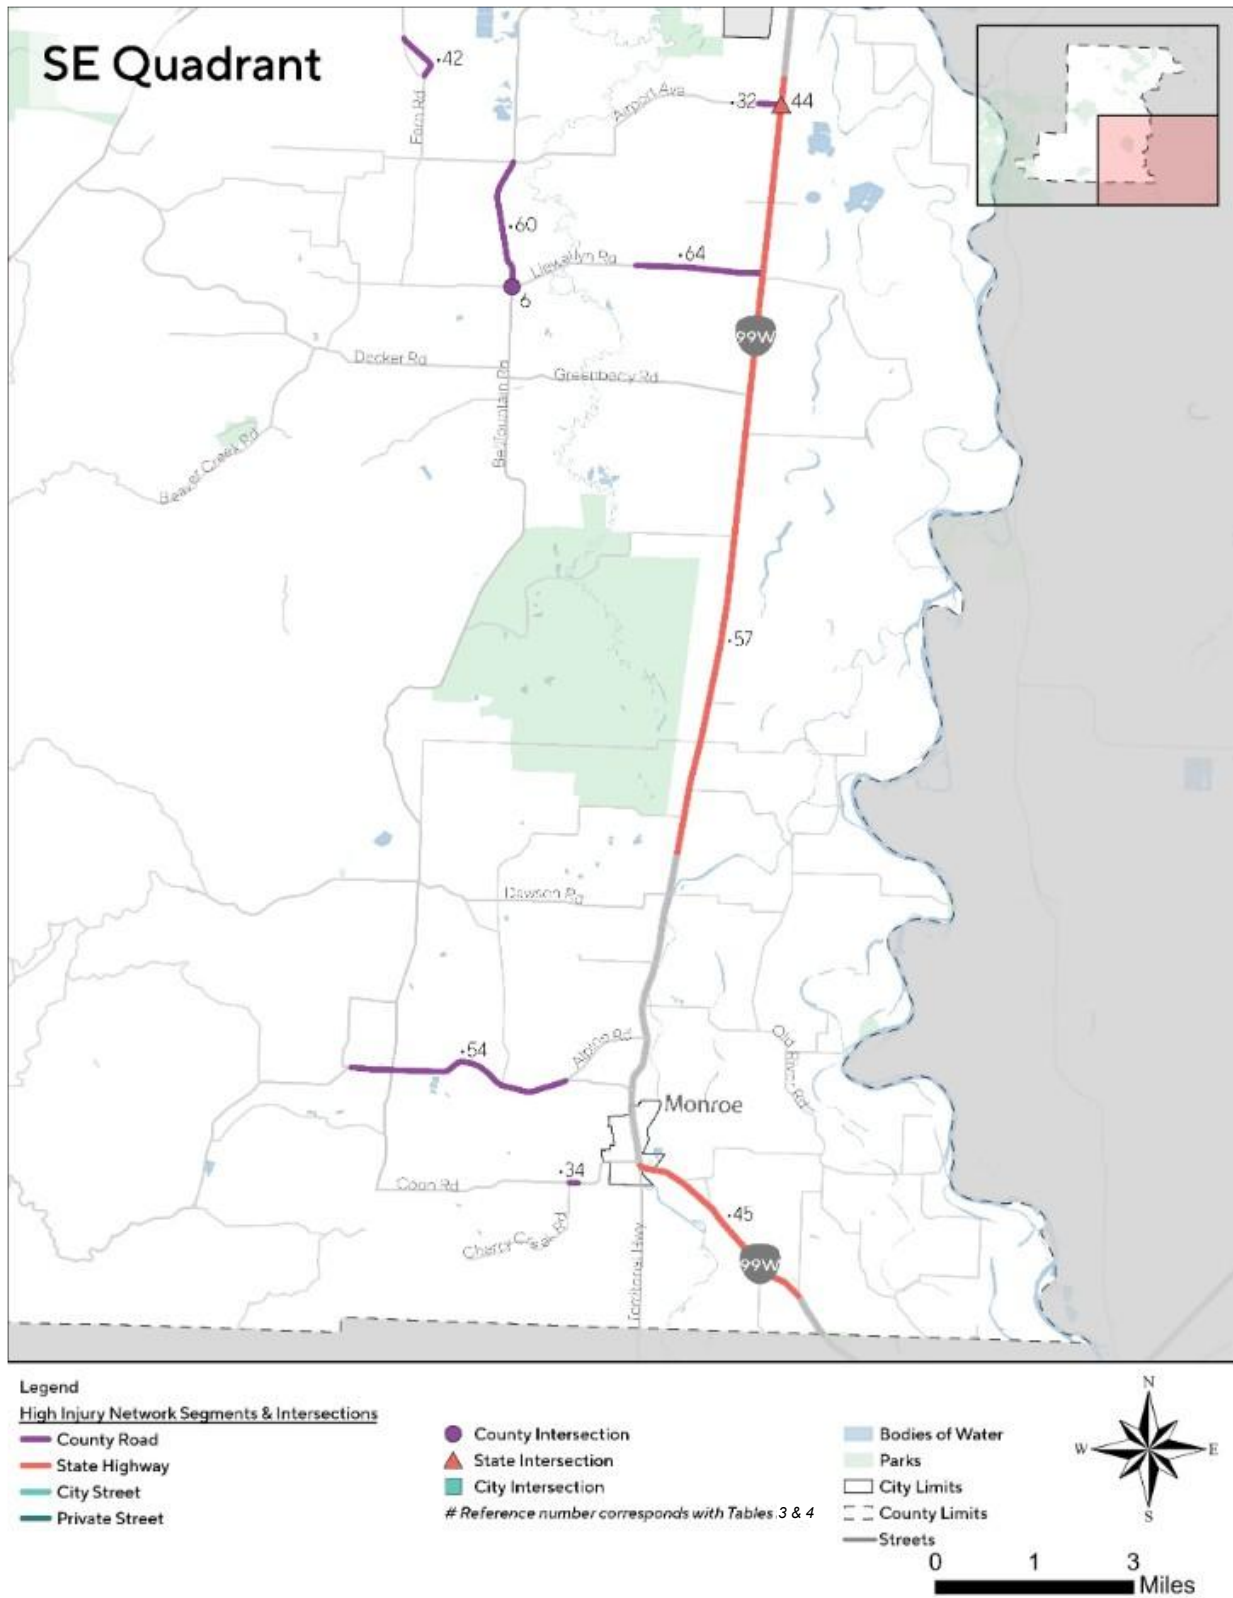 SE Quadrant
·42
Airport Ave
·32
44
Fern Rd
·60
Llewellyn Rd
·64
6
99W
Decker Rd
Greenberry Rd
Bellfountain Rd
Beaver Creek Rd
·57
Dawson Rd
·54
Alpine Rd
Old River Rd
Monroe
·34
Coon Rd
·45
Cherry Creek Rd
99W
Territorial Hwy
Legend
High Injury Network Segments & Intersections
County Road
State Highway
City Street
Private Street
County Intersection
State Intersection
City Intersection
# Reference number corresponds with Tables 3 & 4
Bodies of Water
Parks
City Limits
County Limits
Streets
N
W
E
S
0 1 3
Miles